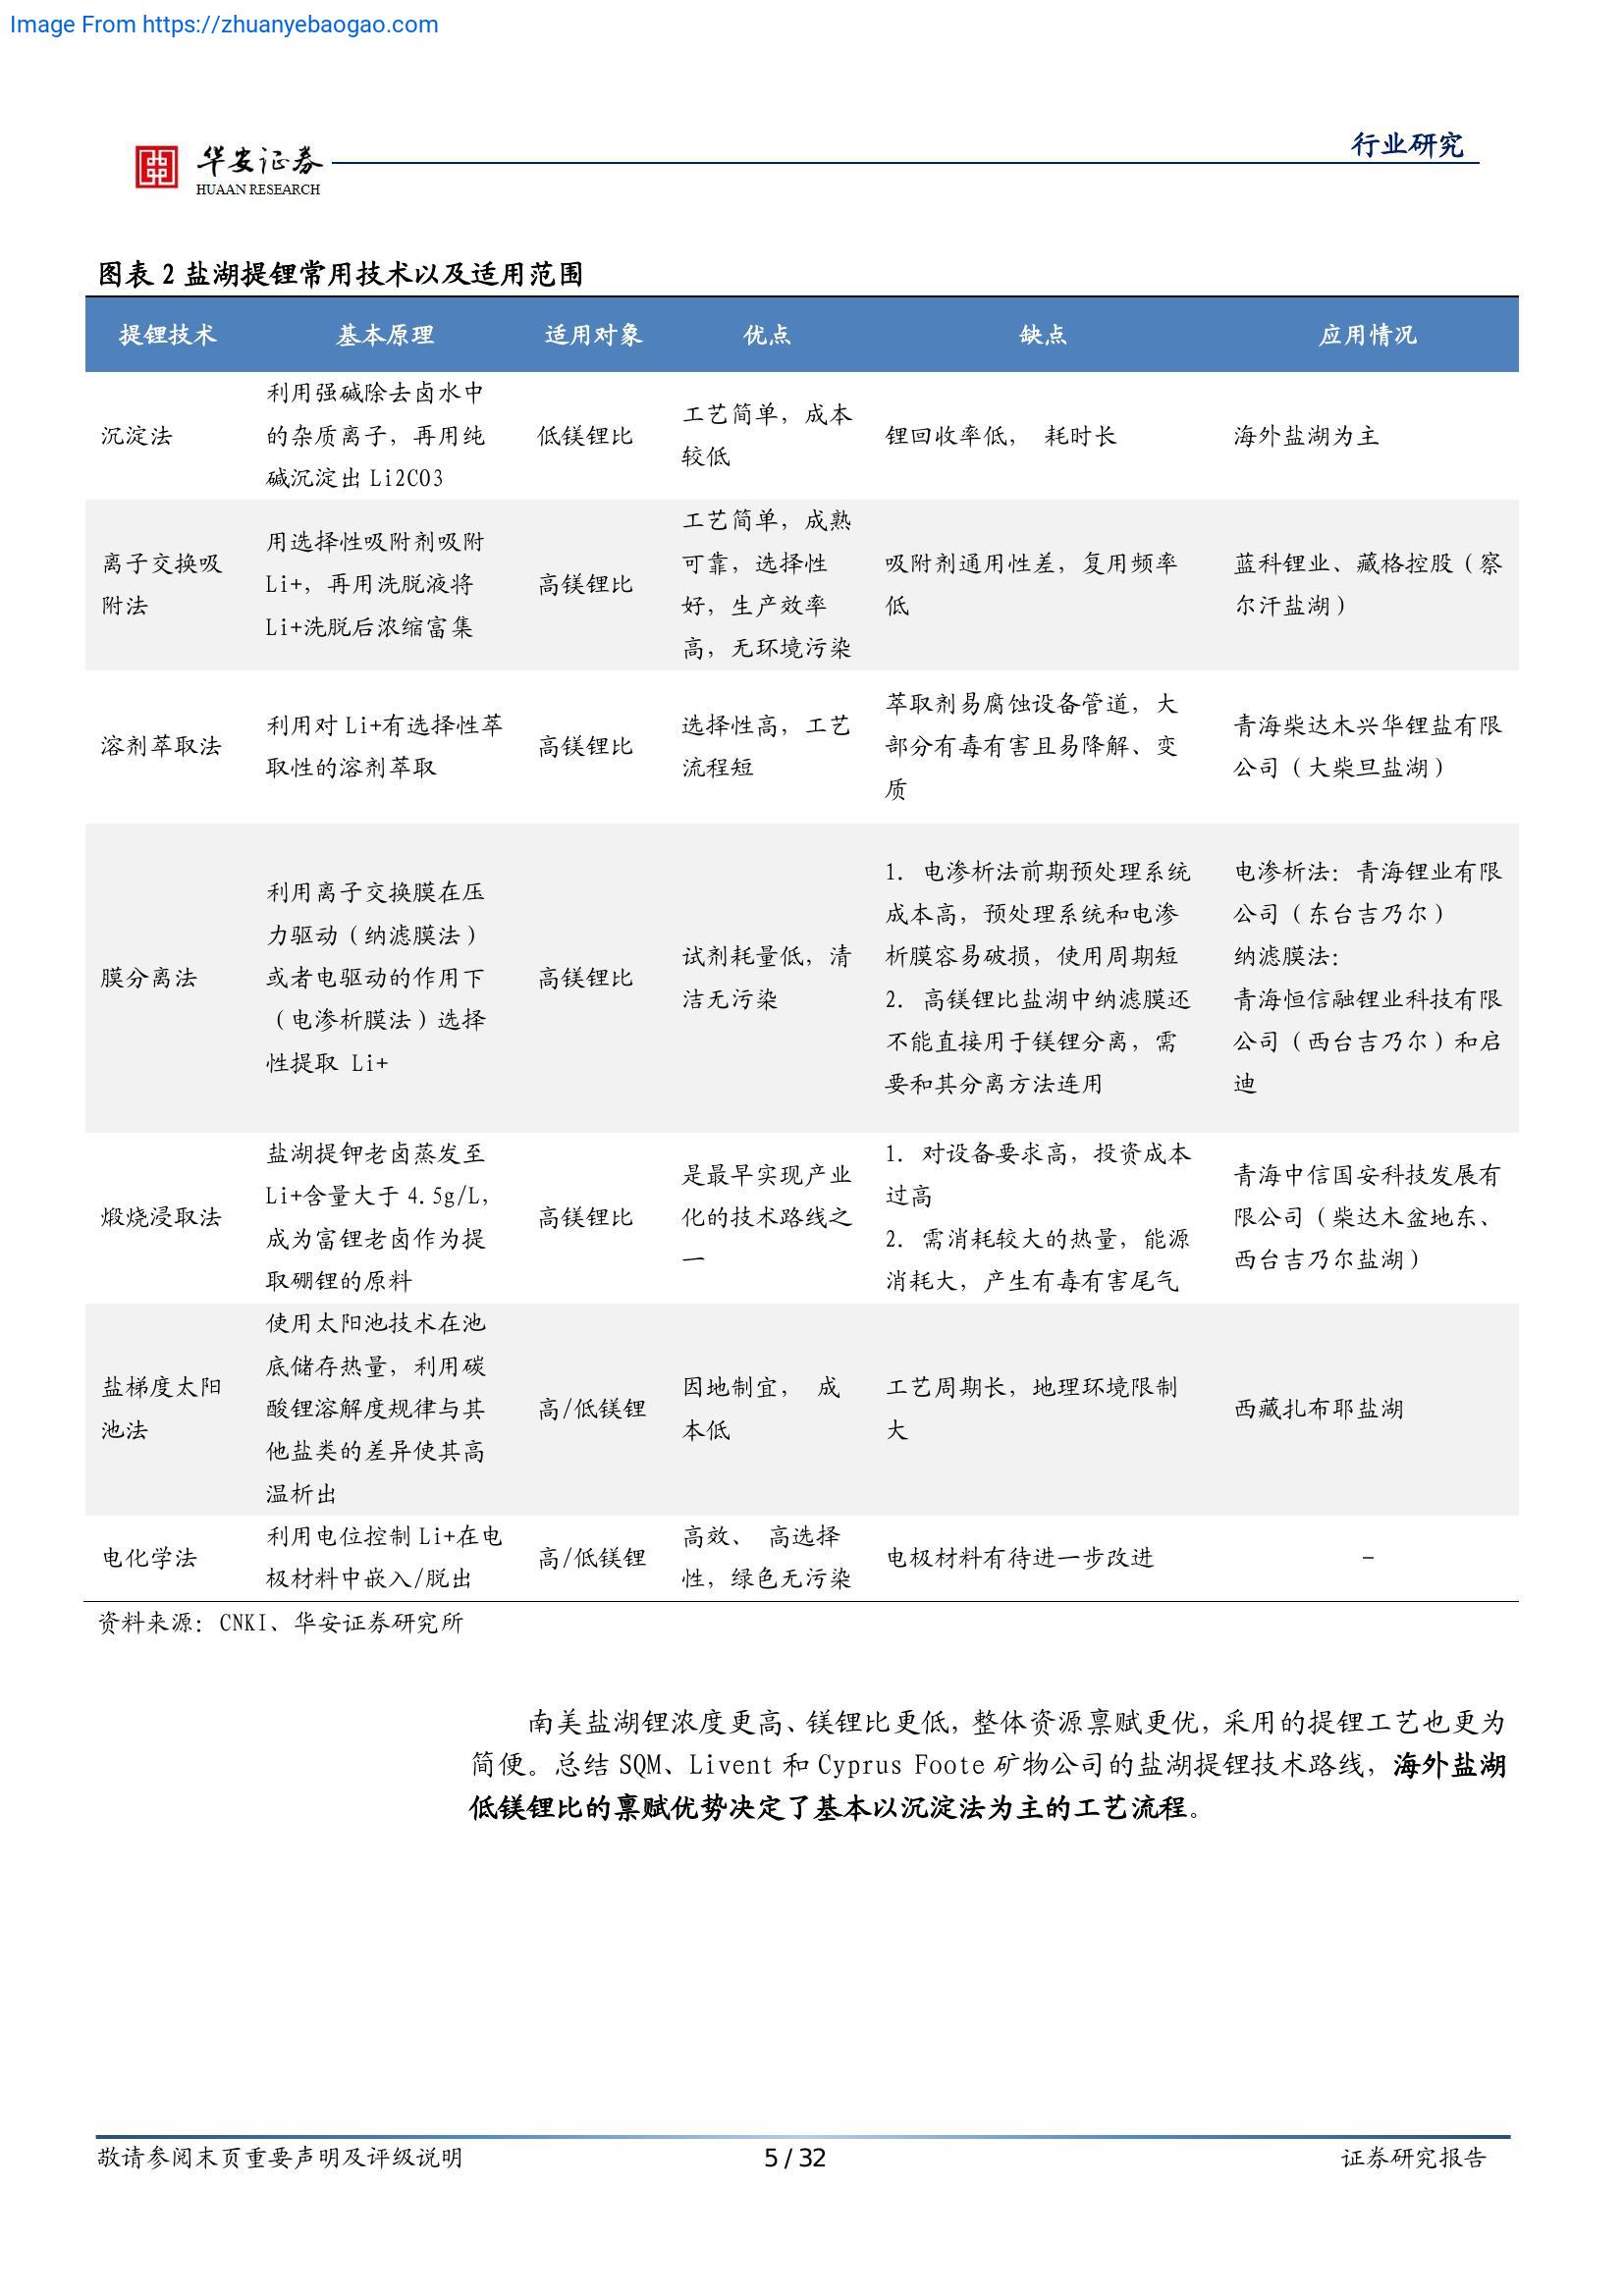 Image From https://zhuanyebaogao.com
行业研究
华安证券
HUAAN RESEARCH
图表 2 盐湖提锂常用技术以及适用范围
提锂技术 基本原理 适用对象 优点 缺点 应用情况
沉淀法
利用强碱除去卤水中
的杂质离子，再用纯
碱沉淀出 Li2CO3
低镁锂比
工艺简单，成本
较低
锂回收率低， 耗时长
海外盐湖为主
离子交换吸
附法
用选择性吸附剂吸附
Li+，再用洗脱液将
Li+洗脱后浓缩富集
高镁锂比
工艺简单，成熟
可靠，选择性
好，生产效率
高，无环境污染
吸附剂通用性差，复用频率
低
蓝科锂业、藏格控股（察
尔汗盐湖）
溶剂萃取法
利用对 Li+有选择性萃
取性的溶剂萃取
高镁锂比
选择性高，工艺
流程短
萃取剂易腐蚀设备管道，大
部分有毒有害且易降解、变
质
青海柴达木兴华锂盐有限
公司（大柴旦盐湖）
膜分离法
利用离子交换膜在压
力驱动（纳滤膜法）
或者电驱动的作用下
（电渗析膜法）选择
性提取 Li+
高镁锂比
试剂耗量低，清
洁无污染
1. 电渗析法前期预处理系统
成本高，预处理系统和电渗
析膜容易破损，使用周期短
2. 高镁锂比盐湖中纳滤膜还
不能直接用于镁锂分离，需
要和其分离方法连用
电渗析法：青海锂业有限
公司（东台吉乃尔）
纳滤膜法：
青海恒信融锂业科技有限
公司（西台吉乃尔）和启
迪
煅烧浸取法
盐湖提钾老卤蒸发至
Li+含量大于 4.5g/L，
成为富锂老卤作为提
取硼锂的原料
高镁锂比
是最早实现产业
化的技术路线之
一
1. 对设备要求高，投资成本
过高
2. 需消耗较大的热量，能源
消耗大，产生有毒有害尾气
青海中信国安科技发展有
限公司（柴达木盆地东、
西台吉乃尔盐湖）
盐梯度太阳
池法
使用太阳池技术在池
底储存热量，利用碳
酸锂溶解度规律与其
他盐类的差异使其高
温析出
高/低镁锂
因地制宜， 成
本低
工艺周期长，地理环境限制
大
西藏扎布耶盐湖
电化学法
利用电位控制 Li+在电
极材料中嵌入/脱出
高/低镁锂
高效、 高选择
性，绿色无污染
电极材料有待进一步改进
-
资料来源：CNKI、华安证券研究所
南美盐湖锂浓度更高、镁锂比更低，整体资源禀赋更优，采用的提锂工艺也更为
简便。总结 SQM、Livent 和 Cyprus Foote 矿物公司的盐湖提锂技术路线，海外盐湖
低镁锂比的禀赋优势决定了基本以沉淀法为主的工艺流程。
敬请参阅末页重要声明及评级说明 5 / 32 证券研究报告